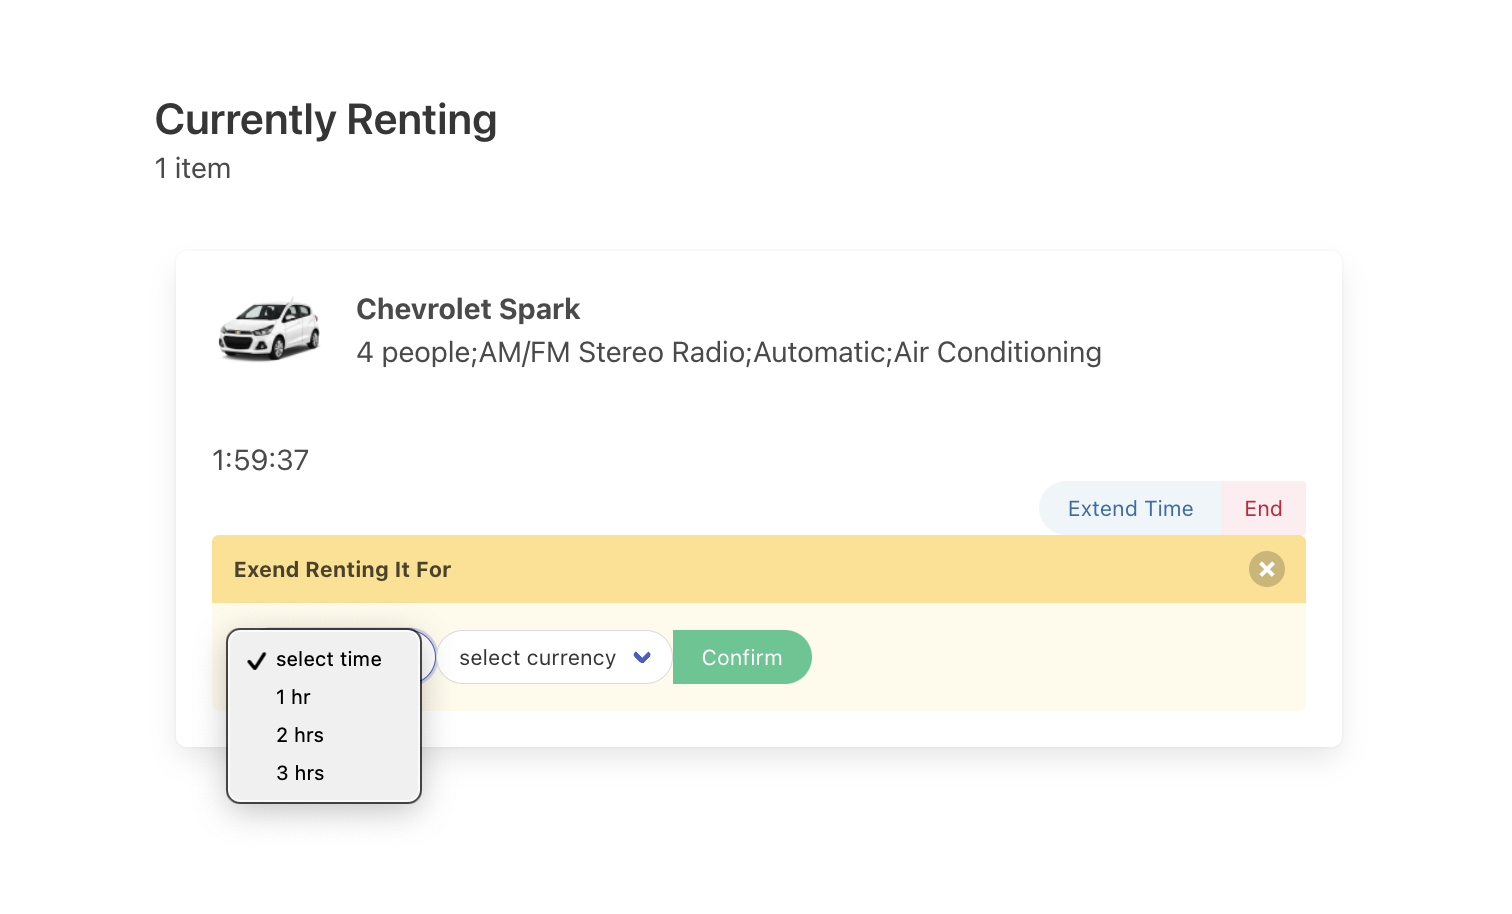 Currently Renting
1 item
Chevrolet Spark
4 people;AM/FM Stereo Radio;Automatic;Air Conditioning
1:59:37
Extend Time End
Exend Renting It For
select time
1 hr
2 hrs
3 hrs
select currency
Confirm